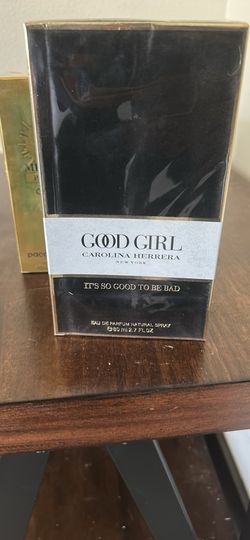 GOOD GIRL
CAROLINA HERRERA
NEW YORK
IT'S SO GOOD TO BE BAD
EAU DE PARFUM NATURAL SPRAY
℮ 80 ml 2.7 FL.OZ
paco